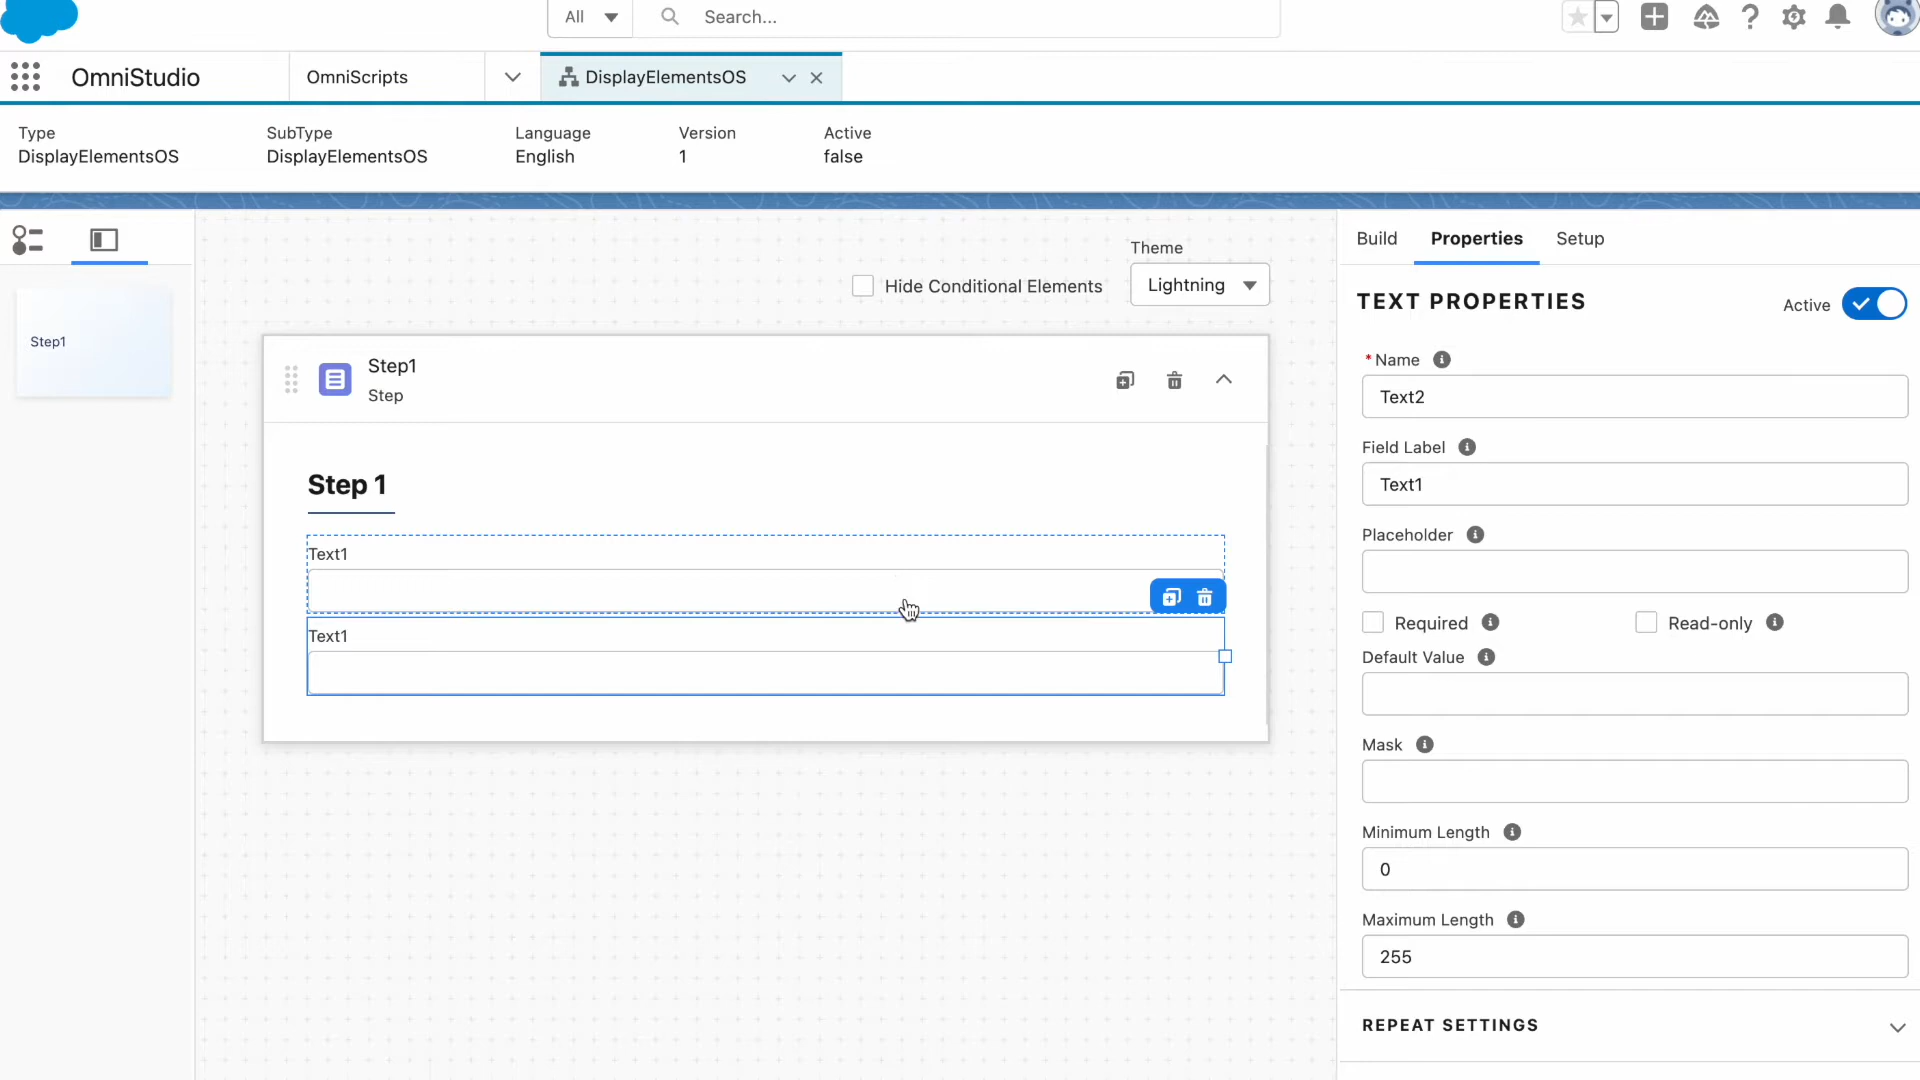 All
Search...
OmniStudio
OmniScripts
DisplayElementsOS
Type
SubType
Language
Version
Active
DisplayElementsOS
DisplayElementsOS
English
1
false
Build
Properties
Setup
Theme
Hide Conditional Elements
Lightning
TEXT PROPERTIES
Active
Step1
Step1
Step
*Name
Text2
Field Label
Text1
Step 1
Placeholder
Text1
Required
Read-only
Text1
Default Value
Mask
Minimum Length
0
Maximum Length
255
REPEAT SETTINGS